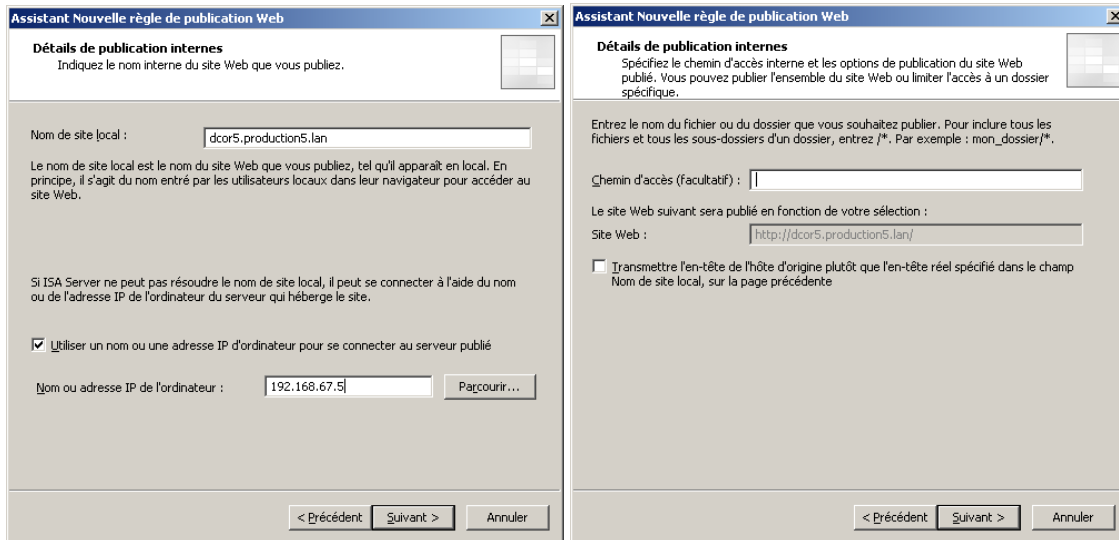 Assistant Nouvelle règle de publication Web
Détails de publication internes
Indiquez le nom interne du site Web que vous publiez.
Nom de site local :
dcor5.production5.lan
Le nom de site local est le nom du site Web que vous publiez, tel qu'il apparaît en local. En
principe, il s'agit du nom entré par les utilisateurs locaux dans leur navigateur pour accéder au
site Web.
Si ISA Server ne peut pas résoudre le nom de site local, il peut se connecter à l'aide du nom
ou de l'adresse IP de l'ordinateur du serveur qui héberge le site.
Utiliser un nom ou une adresse IP d'ordinateur pour se connecter au serveur publié
Nom ou adresse IP de l'ordinateur :
192.168.67.5
Parcourir...
< Précédent
Suivant >
Annuler
Assistant Nouvelle règle de publication Web
Détails de publication internes
Spécifiez le chemin d'accès interne et les options de publication du site Web
publié. Vous pouvez publier l'ensemble du site Web ou limiter l'accès à un dossier
spécifique.
Entrez le nom du fichier ou du dossier que vous souhaitez publier. Pour inclure tous les
fichiers et tous les sous-dossiers d'un dossier, entrez /*. Par exemple : mon_dossier/*.
Chemin d'accès (facultatif) :
Le site Web suivant sera publié en fonction de votre sélection :
Site Web :
http://dcor5.production5.lan/
Transmettre l'en-tête de l'hôte d'origine plutôt que l'en-tête réel spécifié dans le champ
Nom de site local, sur la page précédente
< Précédent
Suivant >
Annuler